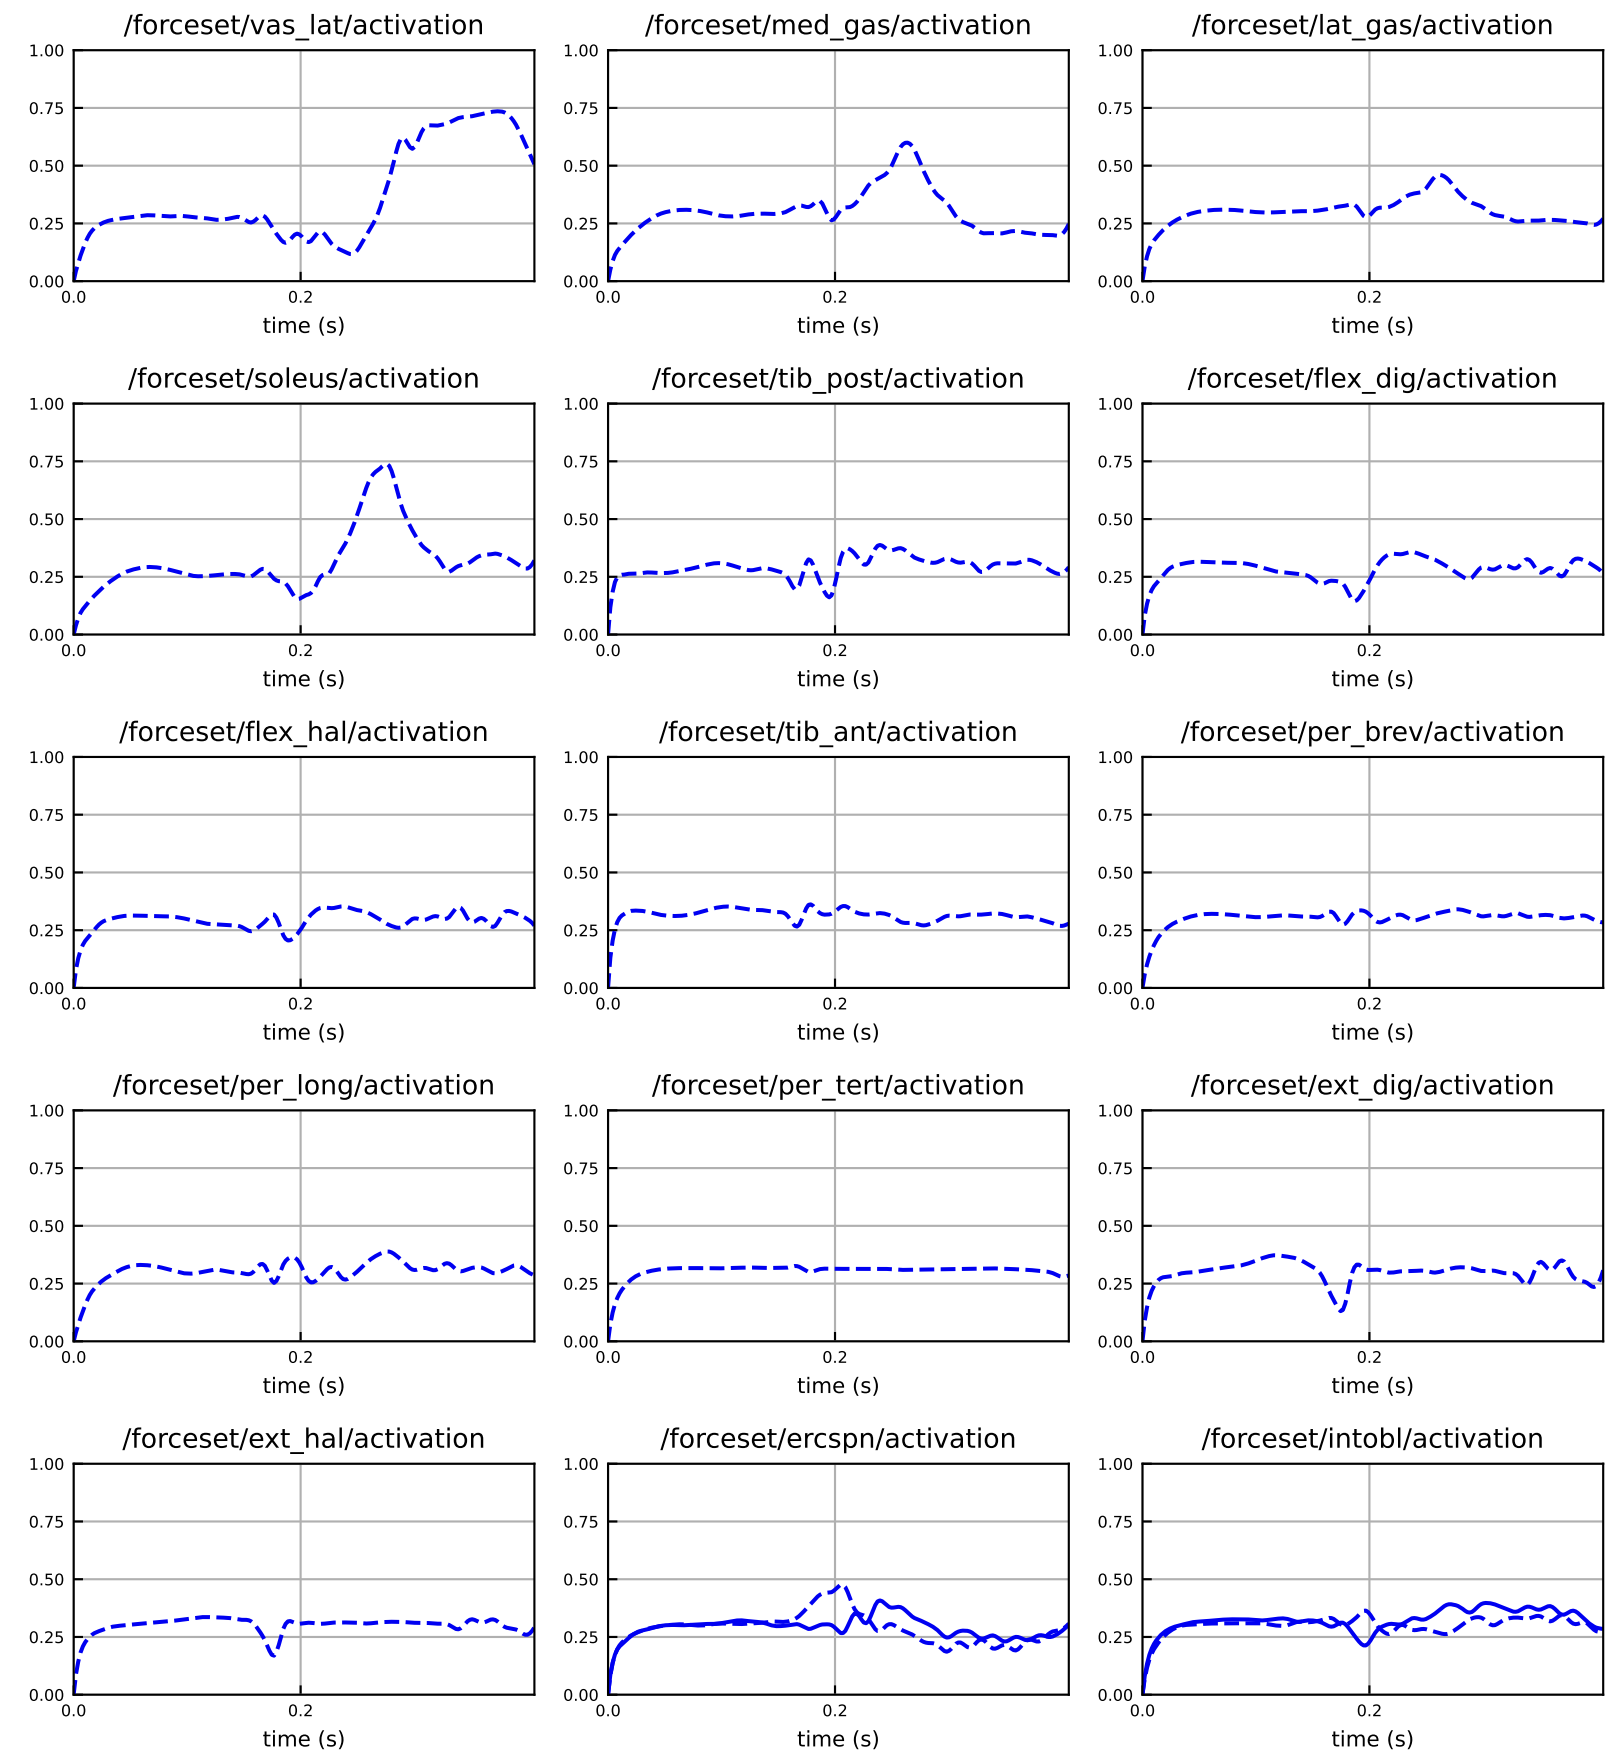 /forceset/vas_lat/activation /forceset/med_gas/activation /forceset/lat_gas/activation
1.00 1.00 1.00
0.75 0.75 0.75
0.50 0.50 0.50
0.25 0.25 0.25
0.00 0.00 0.00
0.0 0.2 0.0 0.2 0.0 0.2
time (s) time (s) time (s)
/forceset/soleus/activation /forceset/tib_post/activation /forceset/flex_dig/activation
1.00 1.00 1.00
0.75 0.75 0.75
0.50 0.50 0.50
0.25 0.25 0.25
0.00 0.00 0.00
0.0 0.2 0.0 0.2 0.0 0.2
time (s) time (s) time (s)
/forceset/flex_hal/activation /forceset/tib_ant/activation /forceset/per_brev/activation
1.00 1.00 1.00
0.75 0.75 0.75
0.50 0.50 0.50
0.25 0.25 0.25
0.00 0.00 0.00
0.0 0.2 0.0 0.2 0.0 0.2
time (s) time (s) time (s)
/forceset/per_long/activation /forceset/per_tert/activation /forceset/ext_dig/activation
1.00 1.00 1.00
0.75 0.75 0.75
0.50 0.50 0.50
0.25 0.25 0.25
0.00 0.00 0.00
0.0 0.2 0.0 0.2 0.0 0.2
time (s) time (s) time (s)
/forceset/ext_hal/activation /forceset/ercspn/activation /forceset/intobl/activation
1.00 1.00 1.00
0.75 0.75 0.75
0.50 0.50 0.50
0.25 0.25 0.25
0.00 0.00 0.00
0.0 0.2 0.0 0.2 0.0 0.2
time (s) time (s) time (s)